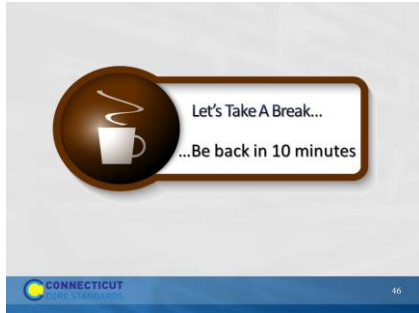 Let's Take A Break...
...Be back in 10 minutes
CONNECTICUT
CORE STANDARDS
46